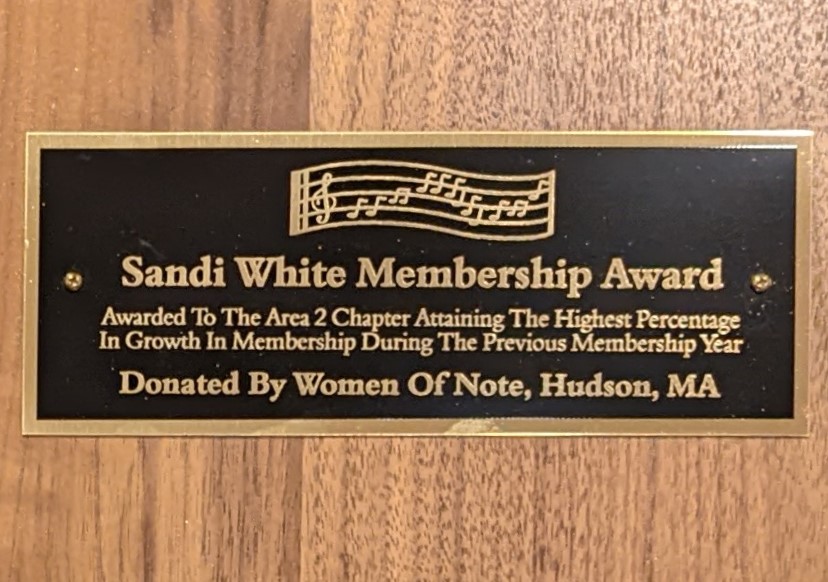 Sandi White Membership Award
Awarded To The Area 2 Chapter Attaining The Highest Percentage
In Growth In Membership During The Previous Membership Year
Donated By Women Of Note, Hudson, MA